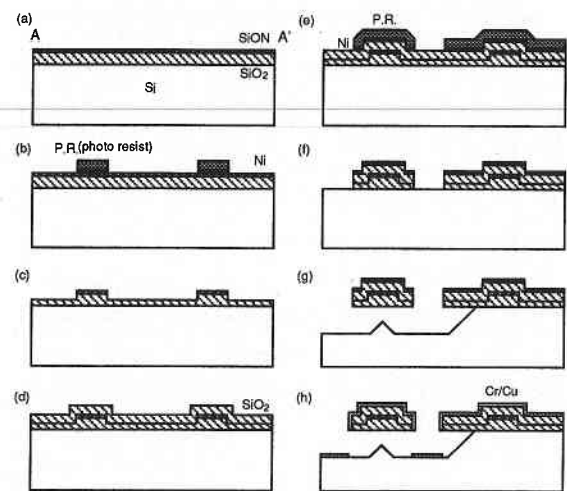 (a)
A
SiON
A'
SiO2
Si
(b)
P.R.(photo resist)
Ni
(c)
(d)
SiO2
(e)
P.R.
Ni
(f)
(g)
(h)
Cr/Cu